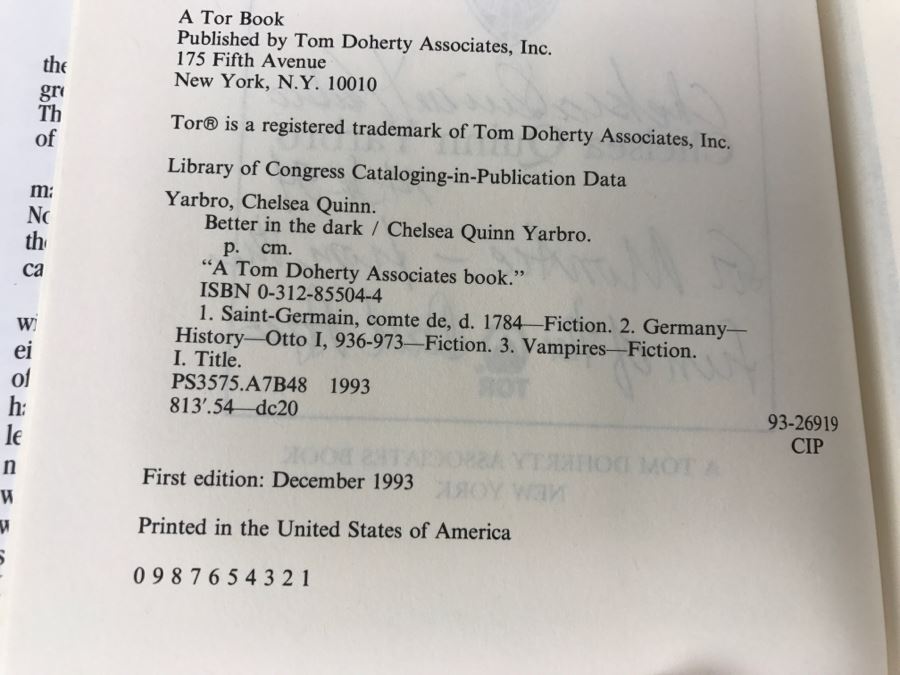 A Tor Book
Published by Tom Doherty Associates, Inc.
175 Fifth Avenue
New York, N.Y. 10010
Tor® is a registered trademark of Tom Doherty Associates, Inc.
Library of Congress Cataloging-in-Publication Data
Yarbro, Chelsea Quinn.
Better in the dark / Chelsea Quinn Yarbro.
p. cm.
“A Tom Doherty Associates book.”
ISBN 0-312-85504-4
1. Saint-Germain, comte de, d. 1784—Fiction. 2. Germany—
History—Otto I, 936-973—Fiction. 3. Vampires—Fiction.
I. Title.
PS3575.A7B48 1993
813′.54—dc20
93-26919
CIP
First edition: December 1993
Printed in the United States of America
0 9 8 7 6 5 4 3 2 1